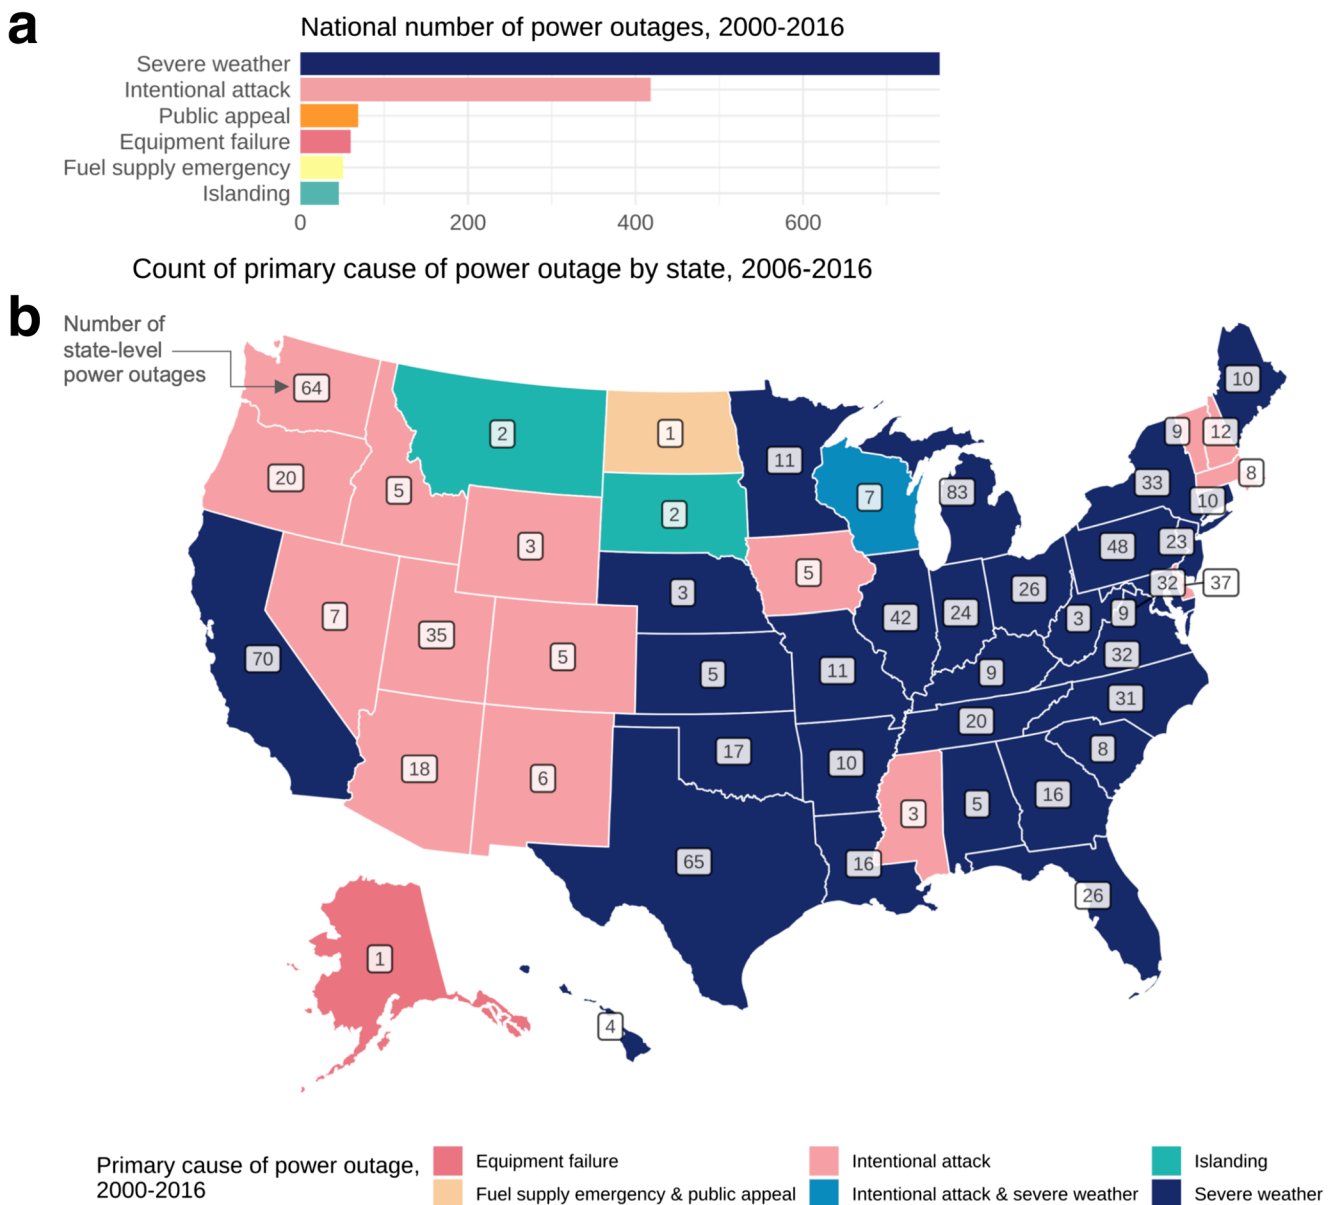 a
National number of power outages, 2000-2016
Severe weather
Intentional attack
Public appeal
Equipment failure
Fuel supply emergency
Islanding
0 200 400 600
Count of primary cause of power outage by state, 2006-2016
b
Number of
state-level
power outages
64
10
2
1
9
12
11
8
20
5
7
83
33
10
2
3
48
23
5
32
37
3
26
7
42
24
3
9
35
5
32
70
5
11
9
31
20
17
8
18
6
10
16
5
3
65
16
26
1
4
Primary cause of power outage,
2000-2016
Equipment failure
Intentional attack
Islanding
Fuel supply emergency & public appeal
Intentional attack & severe weather
Severe weather